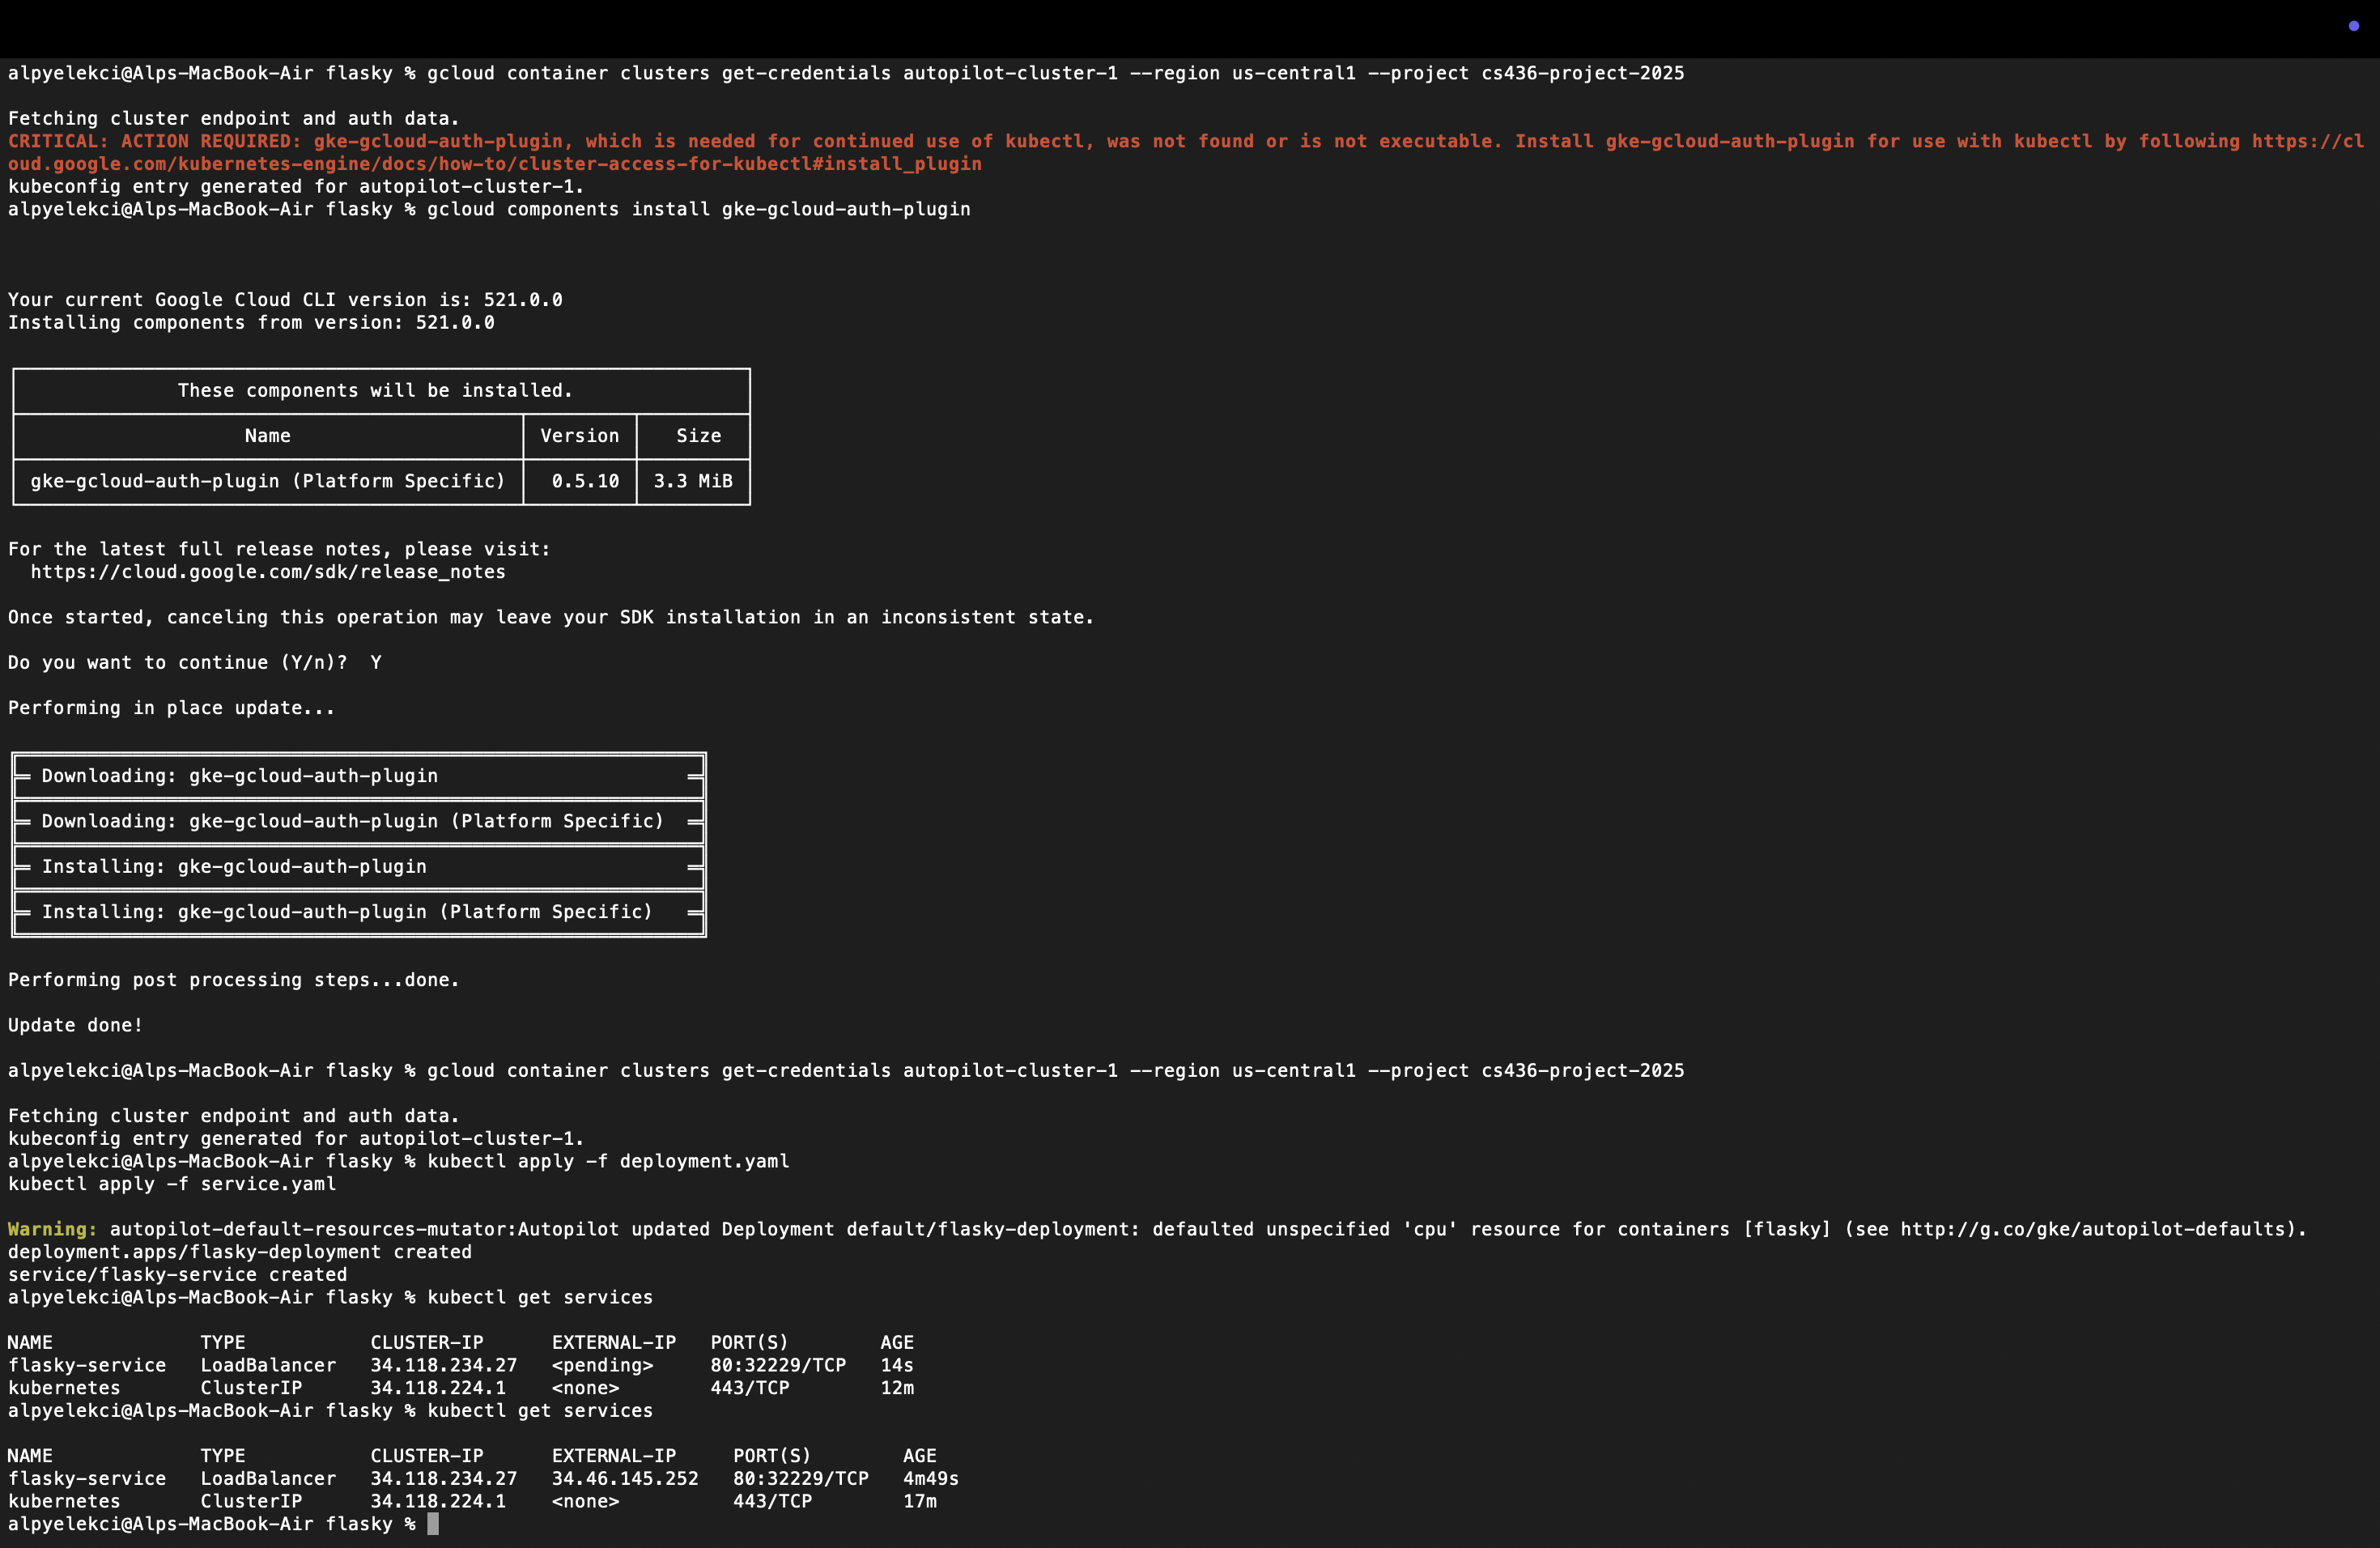 alpyelekci@Alps-MacBook-Air flasky % gcloud container clusters get-credentials autopilot-cluster-1 --region us-central1 --project cs436-project-2025
Fetching cluster endpoint and auth data.
CRITICAL: ACTION REQUIRED: gke-gcloud-auth-plugin, which is needed for continued use of kubectl, was not found or is not executable. Install gke-gcloud-auth-plugin for use with kubectl by following https://cl
oud.google.com/kubernetes-engine/docs/how-to/cluster-access-for-kubectl#install_plugin
kubeconfig entry generated for autopilot-cluster-1.
alpyelekci@Alps-MacBook-Air flasky % gcloud components install gke-gcloud-auth-plugin
Your current Google Cloud CLI version is: 521.0.0
Installing components from version: 521.0.0
These components will be installed.
Name Version Size
gke-gcloud-auth-plugin (Platform Specific) 0.5.10 3.3 MiB
For the latest full release notes, please visit:
https://cloud.google.com/sdk/release_notes
Once started, canceling this operation may leave your SDK installation in an inconsistent state.
Do you want to continue (Y/n)?  Y
Performing in place update...
Downloading: gke-gcloud-auth-plugin
Downloading: gke-gcloud-auth-plugin (Platform Specific)
Installing: gke-gcloud-auth-plugin
Installing: gke-gcloud-auth-plugin (Platform Specific)
Performing post processing steps...done.
Update done!
alpyelekci@Alps-MacBook-Air flasky % gcloud container clusters get-credentials autopilot-cluster-1 --region us-central1 --project cs436-project-2025
Fetching cluster endpoint and auth data.
kubeconfig entry generated for autopilot-cluster-1.
alpyelekci@Alps-MacBook-Air flasky % kubectl apply -f deployment.yaml
kubectl apply -f service.yaml
Warning: autopilot-default-resources-mutator:Autopilot updated Deployment default/flasky-deployment: defaulted unspecified 'cpu' resource for containers [flasky] (see http://g.co/gke/autopilot-defaults).
deployment.apps/flasky-deployment created
service/flasky-service created
alpyelekci@Alps-MacBook-Air flasky % kubectl get services
NAME TYPE CLUSTER-IP EXTERNAL-IP PORT(S) AGE
flasky-service LoadBalancer 34.118.234.27 <pending> 80:32229/TCP 14s
kubernetes ClusterIP 34.118.224.1 <none> 443/TCP 12m
alpyelekci@Alps-MacBook-Air flasky % kubectl get services
NAME TYPE CLUSTER-IP EXTERNAL-IP PORT(S) AGE
flasky-service LoadBalancer 34.118.234.27 34.46.145.252 80:32229/TCP 4m49s
kubernetes ClusterIP 34.118.224.1 <none> 443/TCP 17m
alpyelekci@Alps-MacBook-Air flasky %